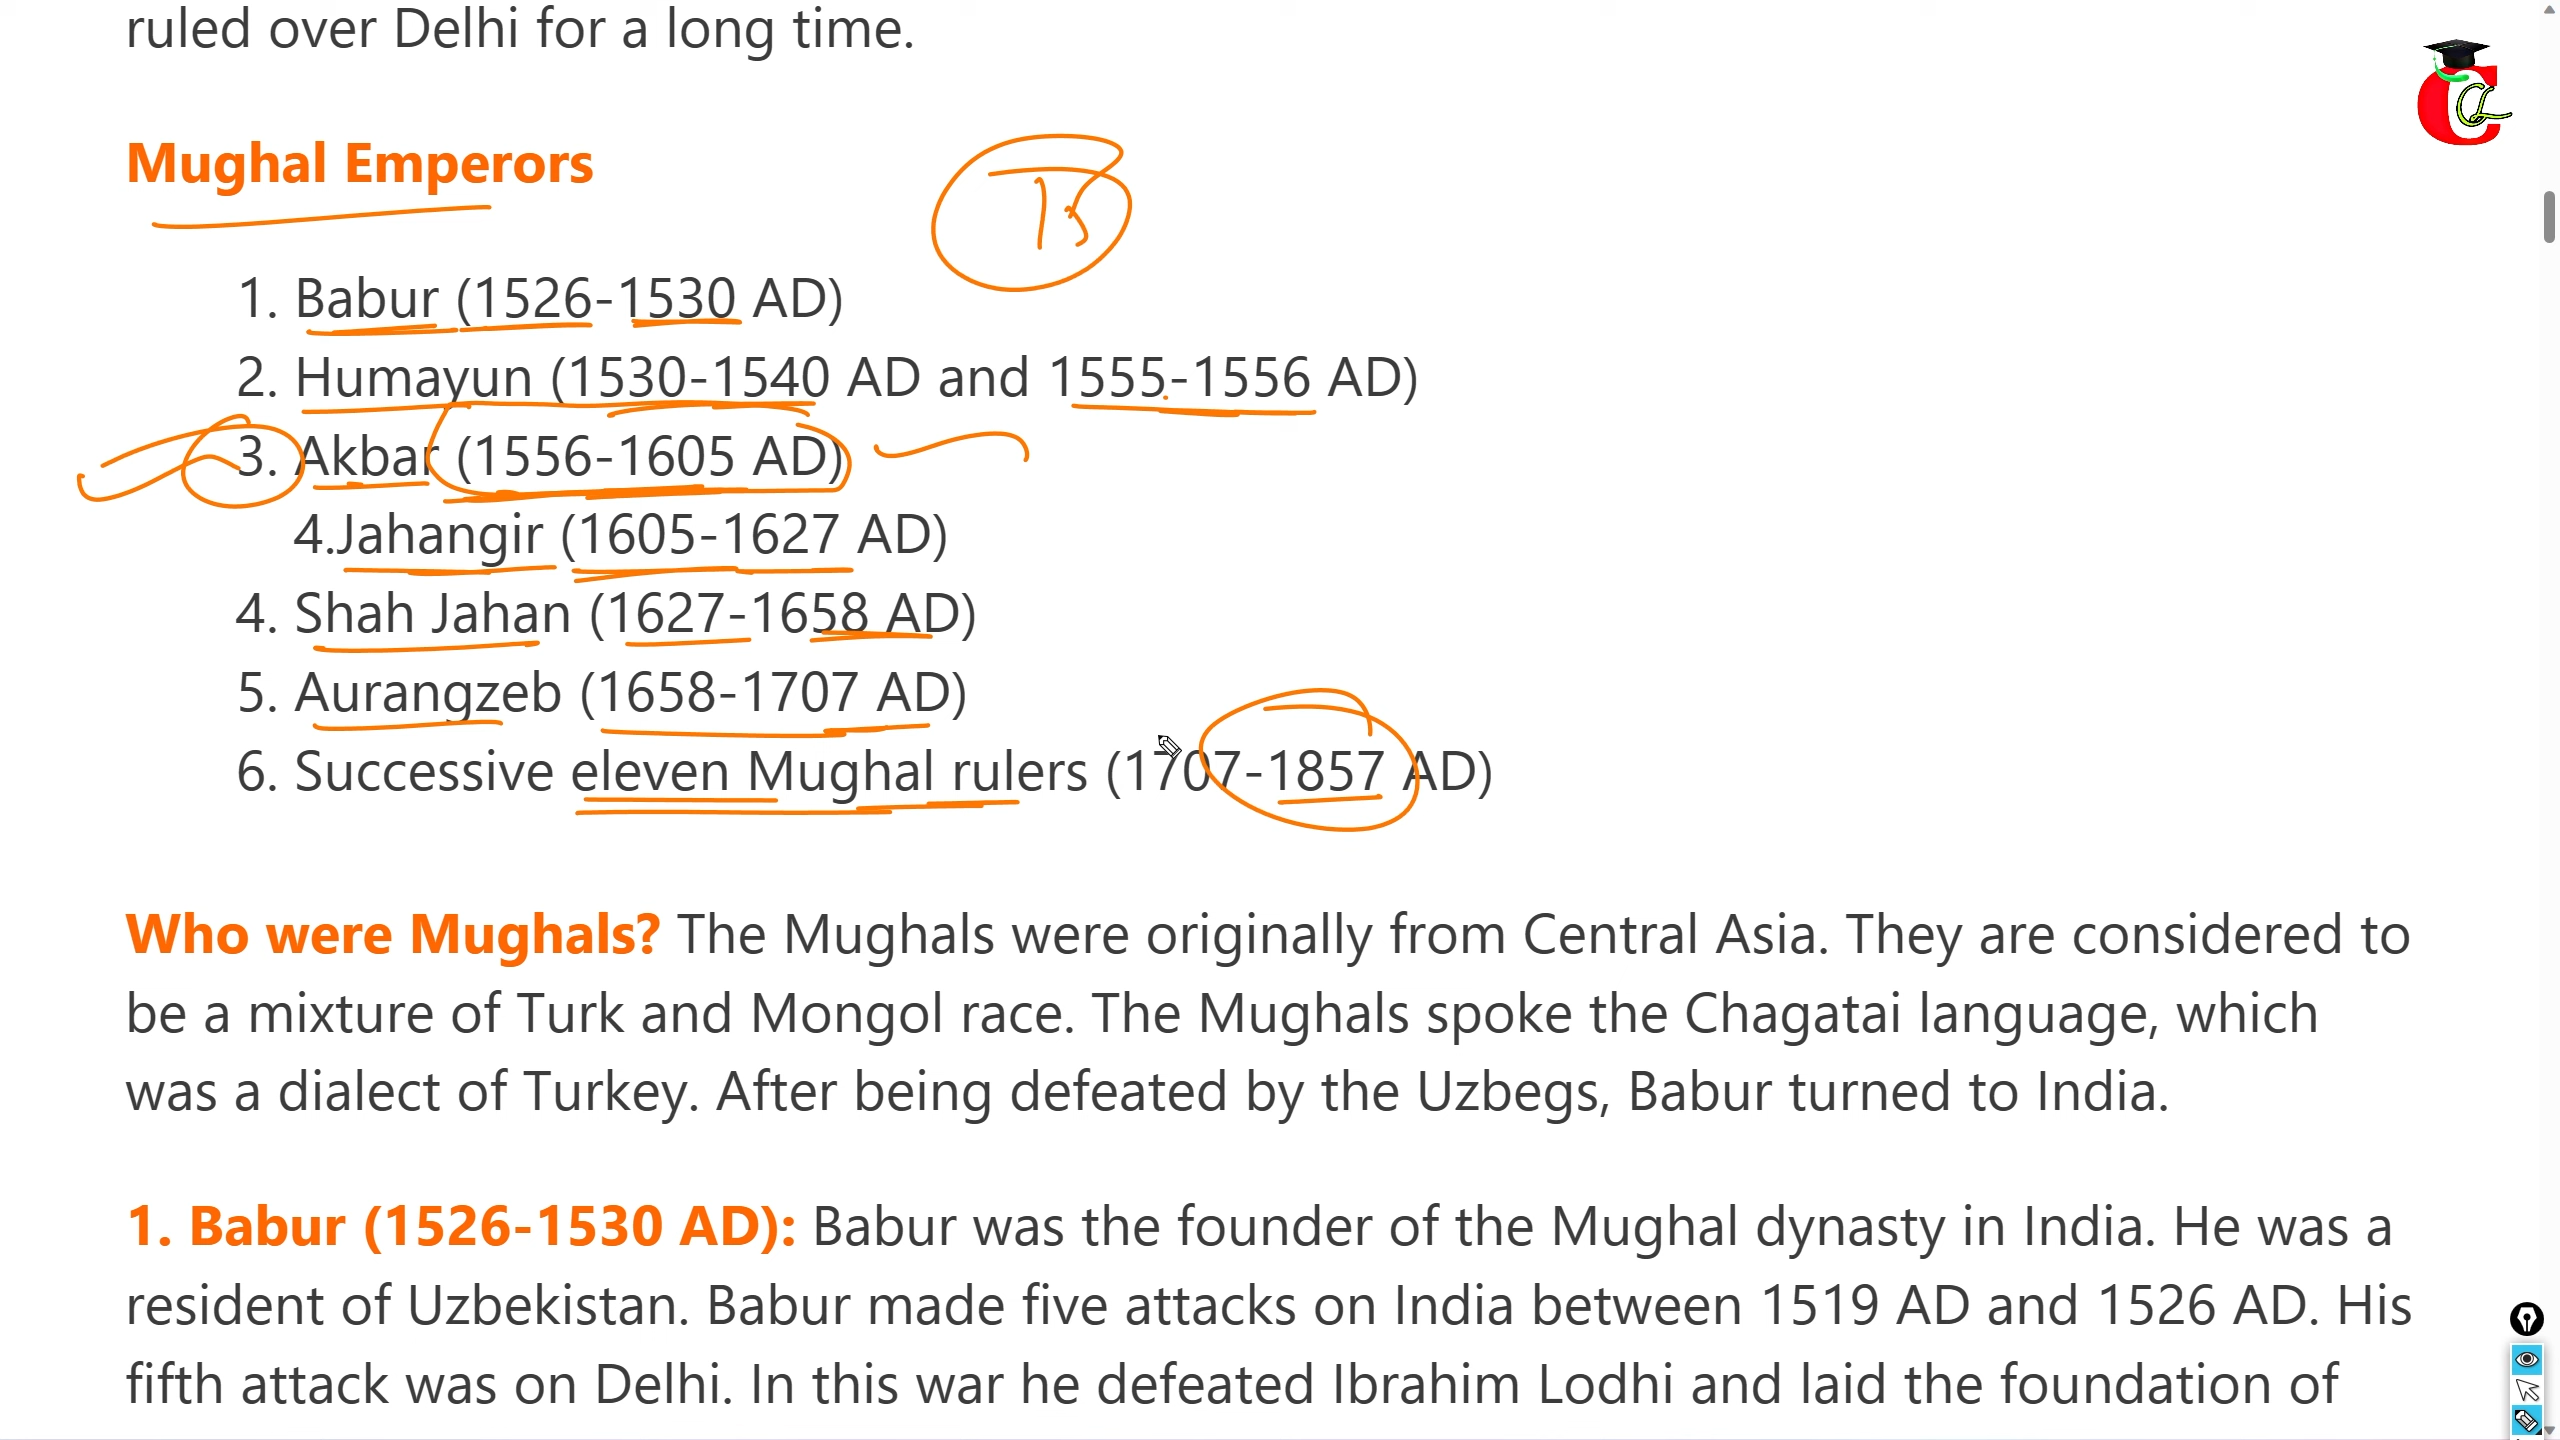 ruled over Delhi for a long time.
Mughal Emperors
1. Babur (1526-1530 AD)
2. Humayun (1530-1540 AD and 1555-1556 AD)
3. Akbar (1556-1605 AD)
4.Jahangir (1605-1627 AD)
4. Shah Jahan (1627-1658 AD)
5. Aurangzeb (1658-1707 AD)
6. Successive eleven Mughal rulers (1707-1857 AD)
Who were Mughals? The Mughals were originally from Central Asia. They are considered to
be a mixture of Turk and Mongol race. The Mughals spoke the Chagatai language, which
was a dialect of Turkey. After being defeated by the Uzbegs, Babur turned to India.
1. Babur (1526-1530 AD): Babur was the founder of the Mughal dynasty in India. He was a
resident of Uzbekistan. Babur made five attacks on India between 1519 AD and 1526 AD. His
fifth attack was on Delhi. In this war he defeated Ibrahim Lodhi and laid the foundation of